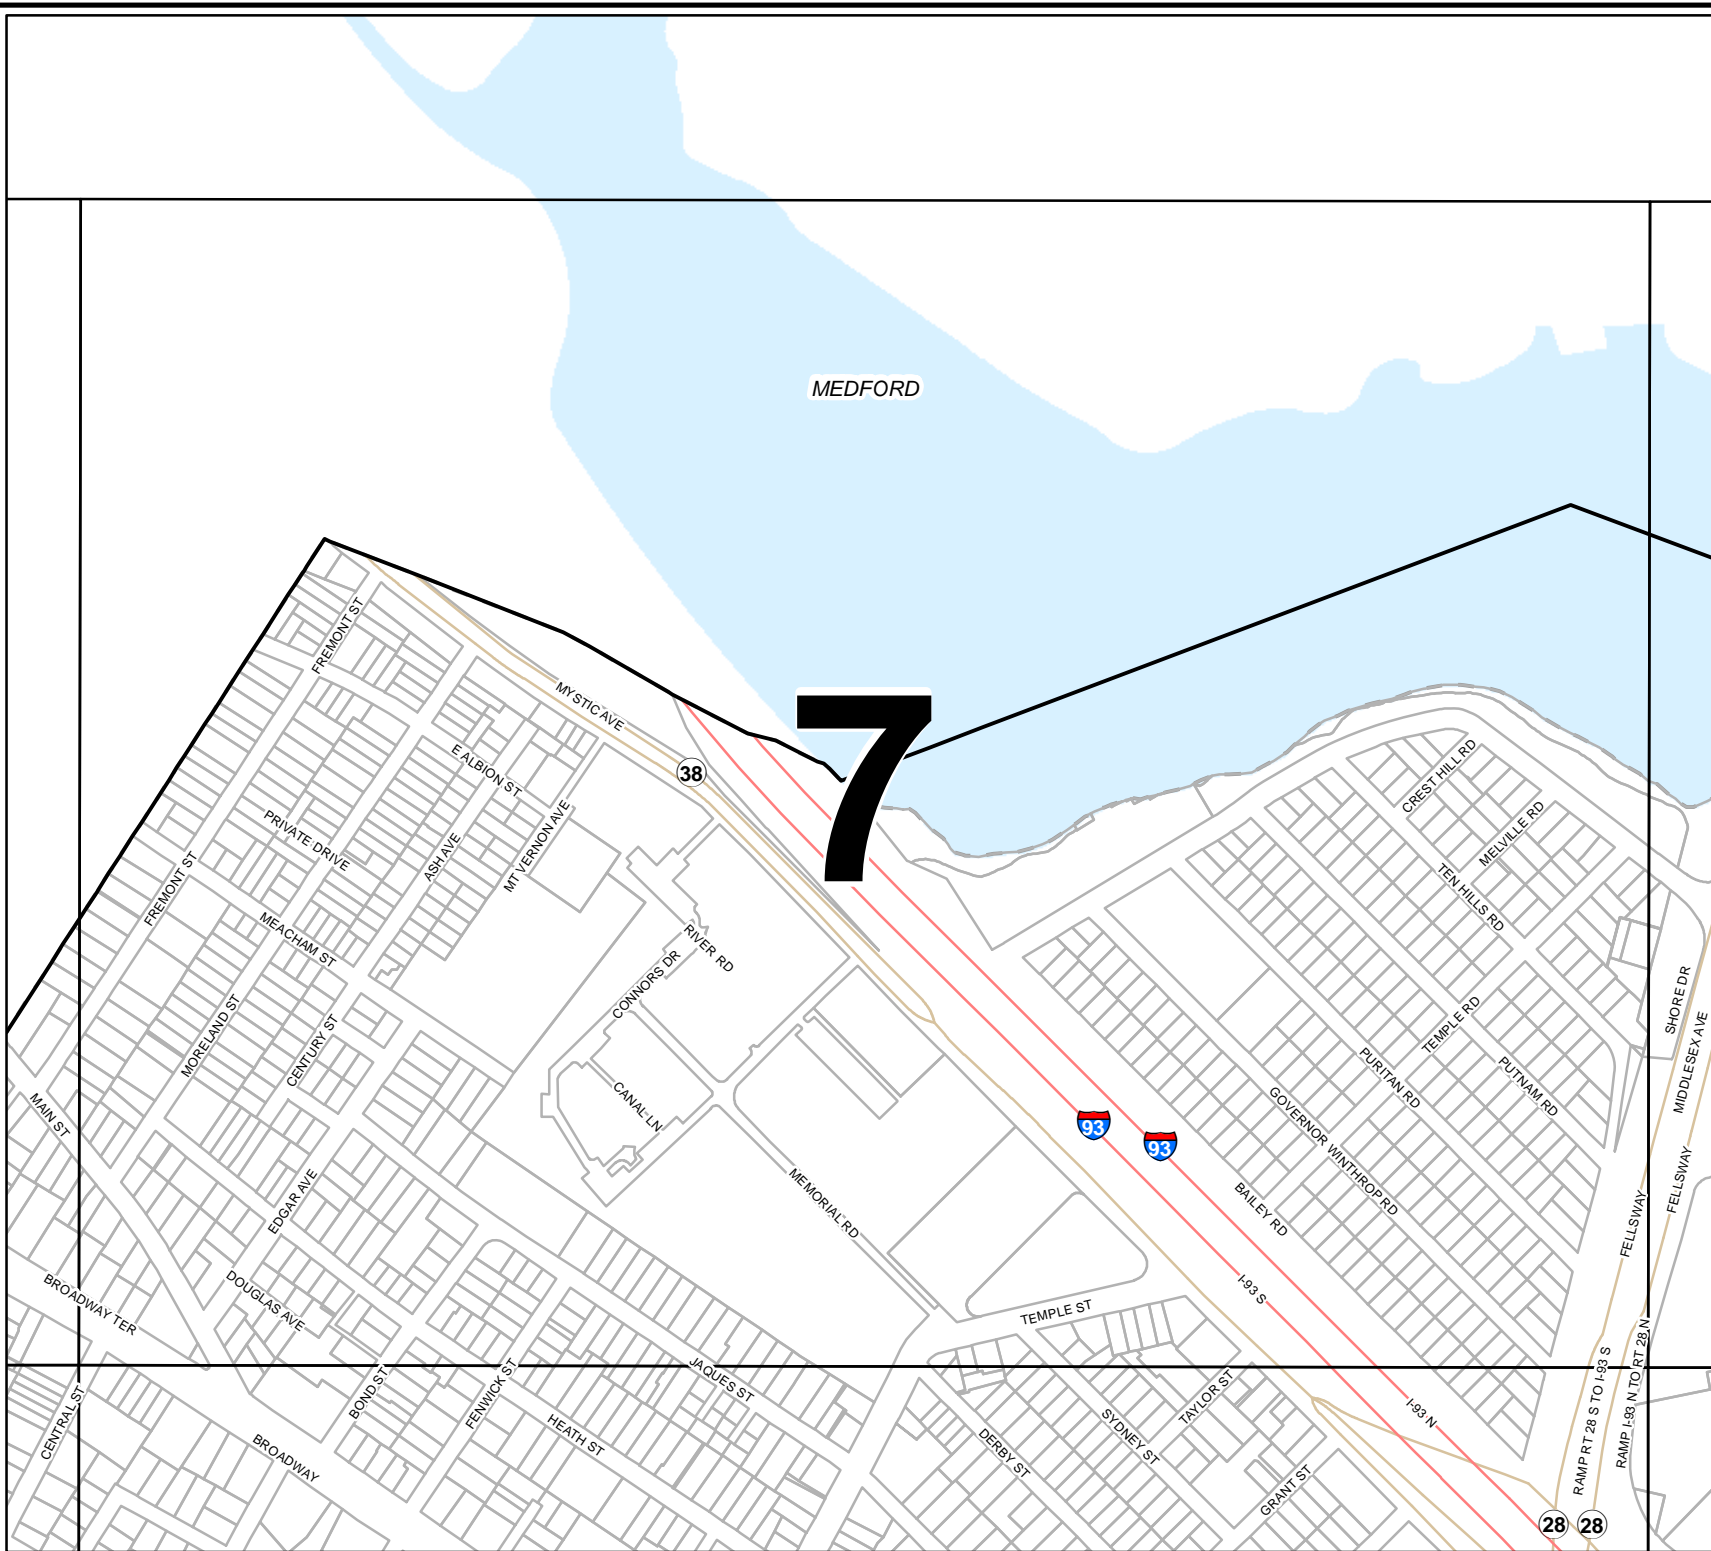 MEDFORD
7
FREMONT ST
MYSTIC AVE
38
E ALBION ST
CREST HILL RD
MELVILLE RD
PRIVATE DRIVE
ASH AVE
MT VERNON AVE
FREMONT ST
TEN HILLS RD
MEACHAM ST
RIVER RD
CONNORS DR
SHORE DR
MORELAND ST
CENTURY ST
TEMPLE RD
MIDDLESEX AVE
PURITAN RD
PUTNAM RD
MAIN ST
CANAL LN
93
93
GOVERNOR WINTHROP RD
EDGAR AVE
MEMORIAL RD
BAILEY RD
FELLSWAY
FELLSWAY
BROADWAY TER
DOUGLAS AVE
I-93 S
TEMPLE ST
JAQUES ST
BOND ST
FENWICK ST
TAYLOR ST
I-93 N
RAMP RT 28 S TO I-93 S
RAMP I-93 N TO RT 28 N
CENTRAL ST
HEATH ST
BROADWAY
DERBY ST
SYDNEY ST
GRANT ST
28
28